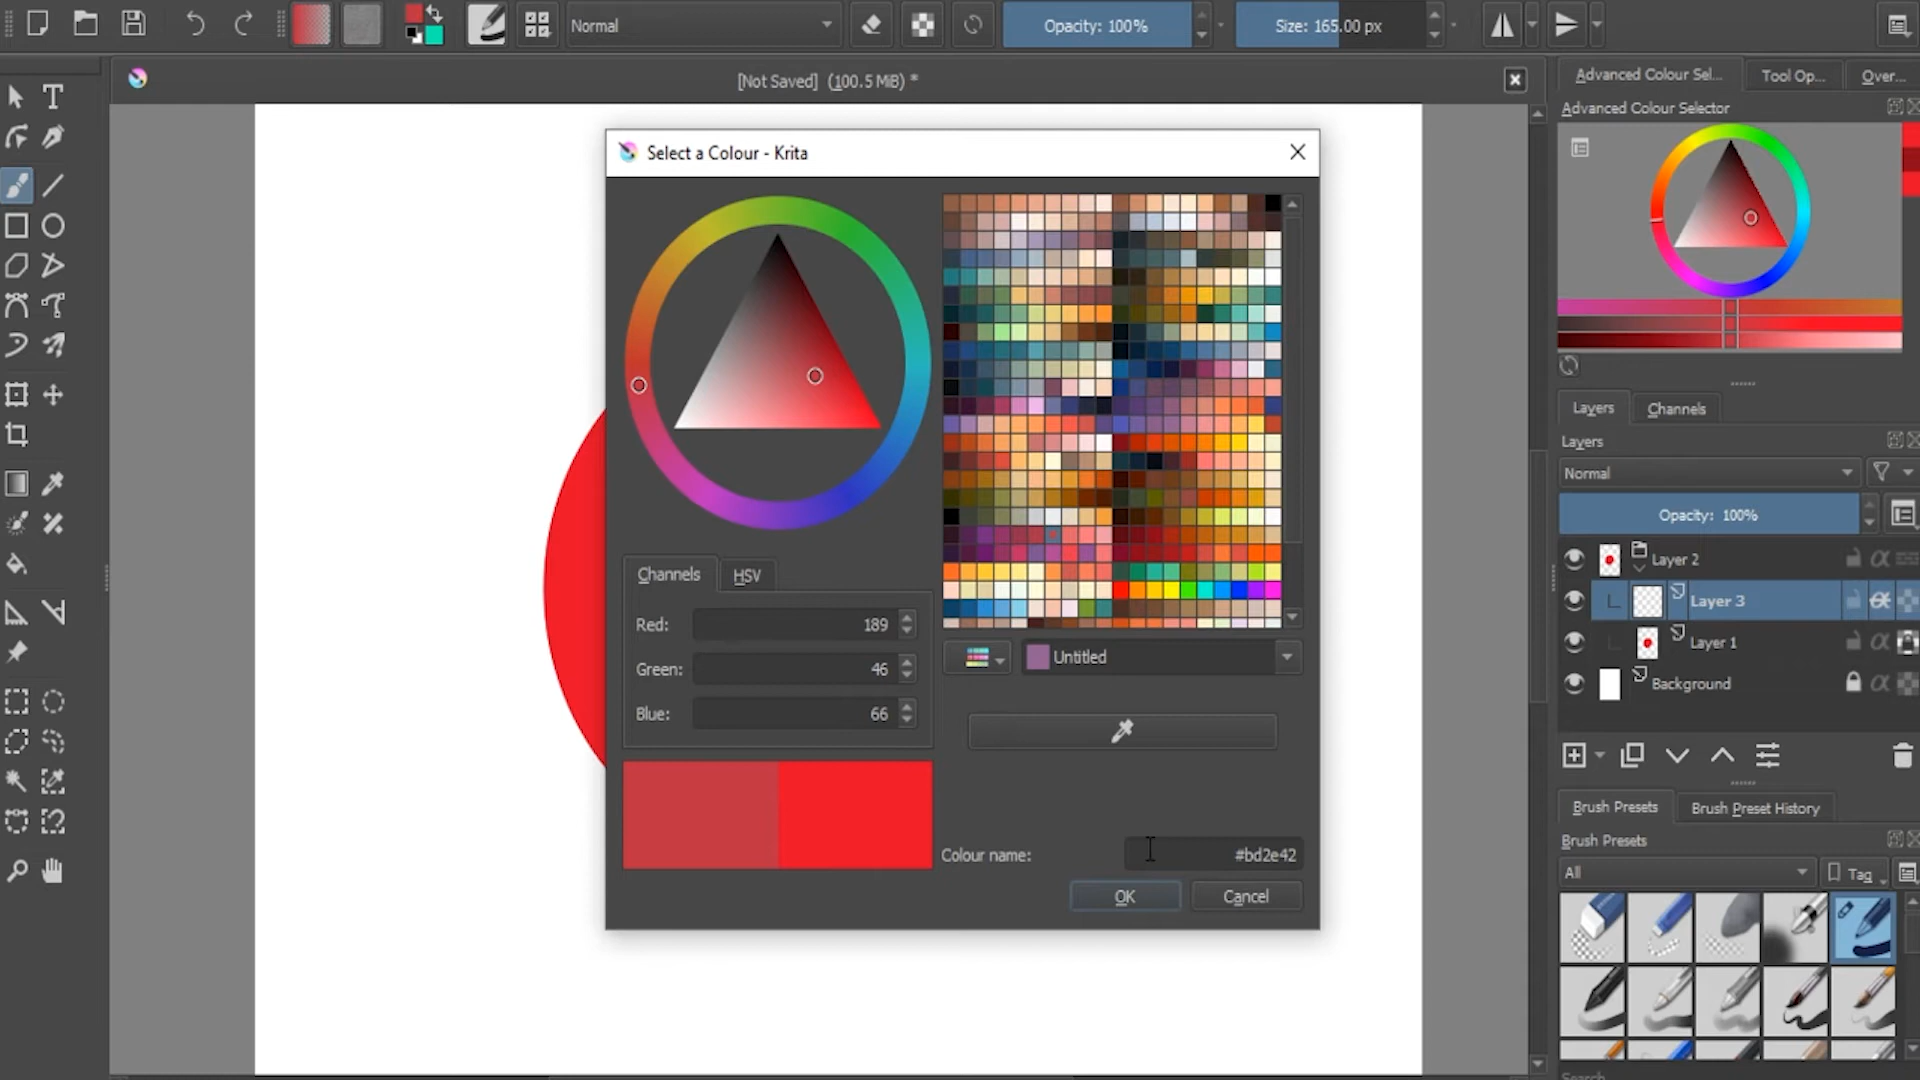 Normal
Opacity: 100%
Size: 165.00 px
[Not Saved] (100.5 MiB) *
Advanced Colour Sel...
Tool Op...
Over...
Advanced Colour Selector
Select a Colour - Krita
Channels
HSV
Red: 189
Green: 46
Blue: 66
Untitled
Colour name: #bd2e42
OK
Cancel
Layers
Channels
Layers
Normal
Opacity: 100%
Layer 2
Layer 3
Layer 1
Background
Brush Presets
Brush Preset History
Brush Presets
All
Tag
Search